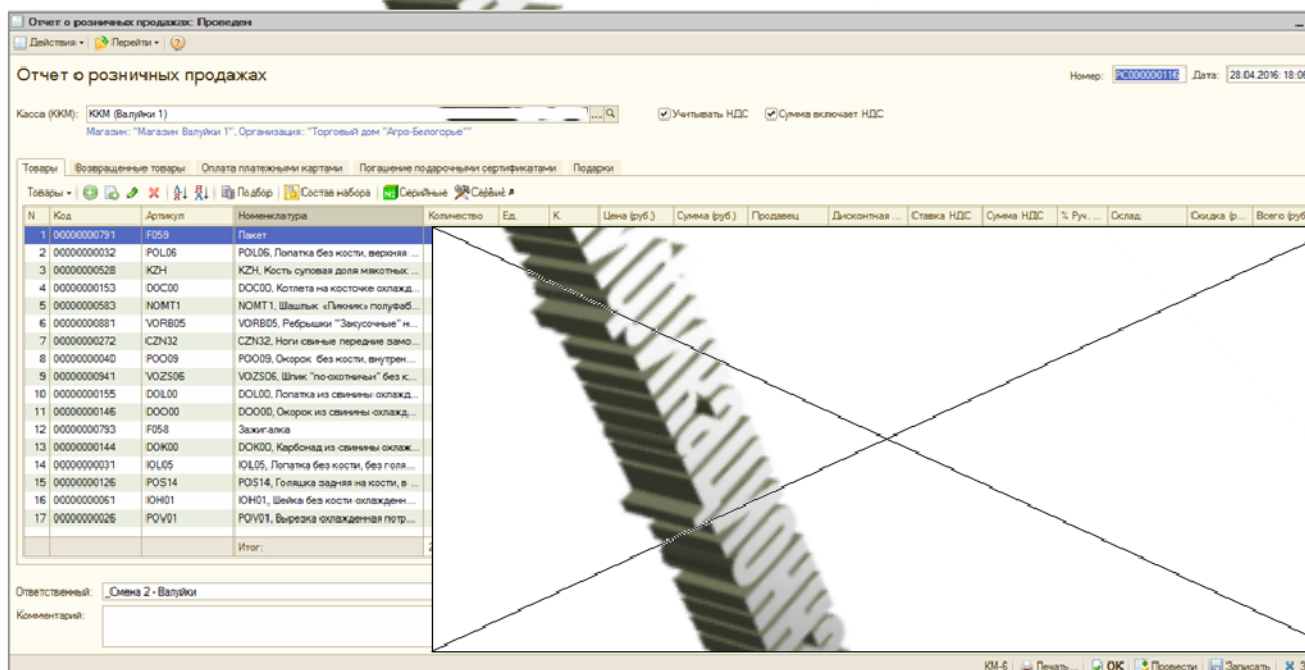 Отчет о розничных продажах: Проведен
Действия Перейти
Отчет о розничных продажах
Номер: РС000000116 Дата: 28.04.2016 18:06
Касса (ККМ): ККМ (Валуйки 1) ... Учитывать НДС Сумма включает НДС
Магазин: "Магазин Валуйки 1", Организация: "Торговый дом "Агро-Белогорье""
Товары Возвращенные товары Оплата платежными картами Погашение подарочными сертификатами Подарки
Товары Подбор Состав набора Серийные Сервис
N Код Артикул Номенклатура Количество Ед. К. Цена (руб.) Сумма (руб.) Продавец Дисконтная ... Ставка НДС Сумма НДС % Руч. ... Склад Скидка (р... Всего (руб
1 00000000791 F059 Пакет
2 00000000032 POL06 POL06, Лопатка без кости, верхняя ...
3 00000000528 KZH KZH, Кость суповая доля мякотных ...
4 00000000153 DOC00 DOC00, Котлета на косточке охлажд...
5 00000000583 NOMT1 NOMT1, Шашлык «Пикник» полуфаб...
6 00000000881 VORB05 VORB05, Ребрышки "Закусочные" н...
7 00000000272 CZN32 CZN32, Ноги свиные передние замо...
8 00000000040 POO09 POO09, Окорок без кости, внутрен...
9 00000000941 VOZS06 VOZS06, Шпик "по-охотничьи" без к...
10 00000000155 DOL00 DOL00, Лопатка из свинины охлажд...
11 00000000146 DOO00 DOO00, Окорок из свинины охлажд...
12 00000000793 F058 Зажигалка
13 00000000144 DOK00 DOK00, Карбонад из свинины охлаж...
14 00000000031 IOL05 IOL05, Лопатка без кости, без голя...
15 00000000126 POS14 POS14, Голяшка задняя на кости, в ...
16 00000000061 IOH01 IOH01, Шейка без кости охлажденн...
17 00000000026 POV01 POV01, Вырезка охлажденная потр...
Итог:
Ответственный: _Смена 2 - Валуйки
Комментарий:
КМ-6 Печать... OK Провести Записать